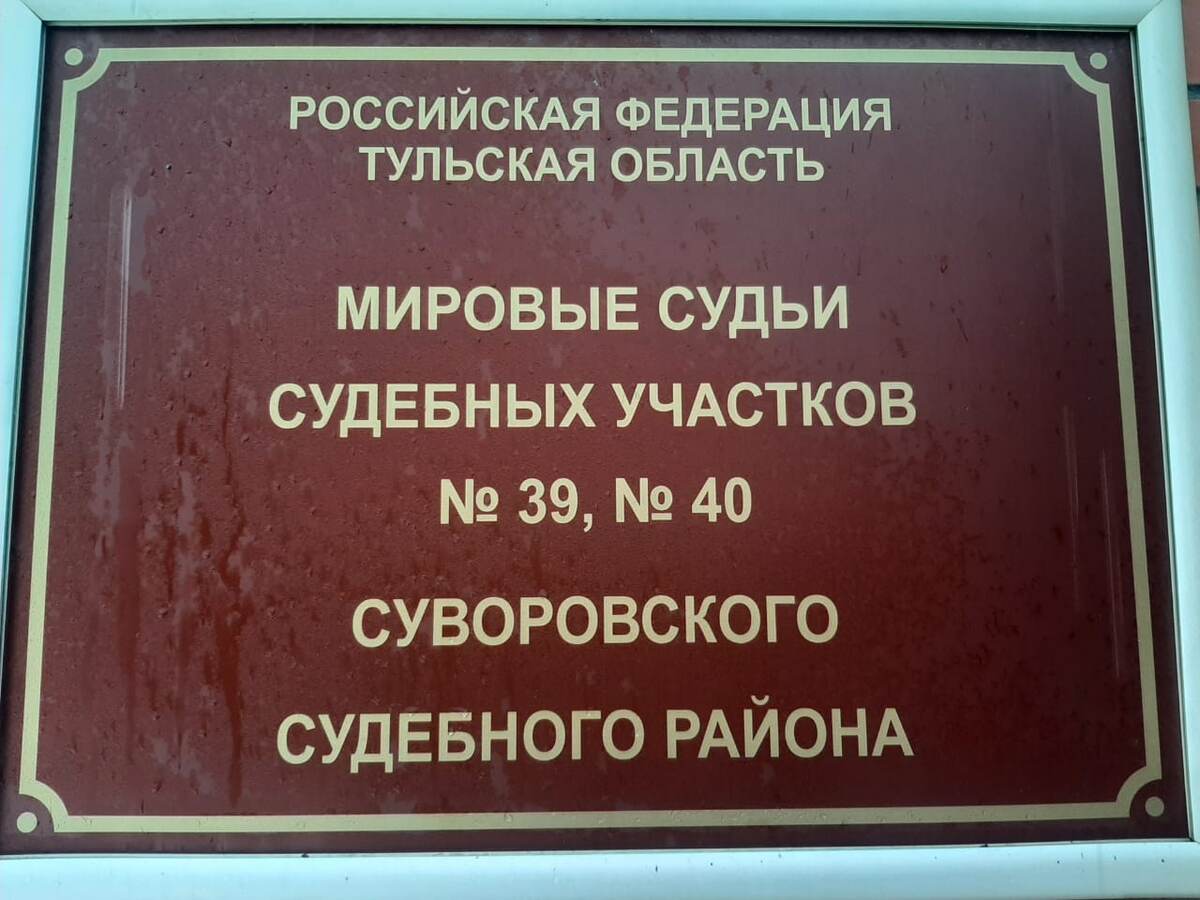 РОССИЙСКАЯ ФЕДЕРАЦИЯ
ТУЛЬСКАЯ ОБЛАСТЬ
МИРОВЫЕ СУДЬИ
СУДЕБНЫХ УЧАСТКОВ
№ 39, № 40
СУВОРОВСКОГО
СУДЕБНОГО РАЙОНА